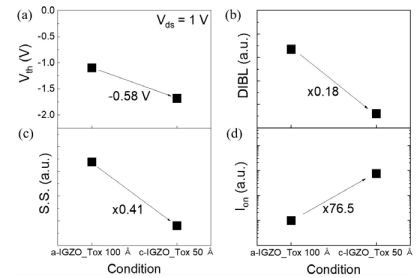 (a)
V_ds = 1 V
0.0
-0.5
-1.0
-1.5
-2.0
V_th (V)
-0.58 V
(b)
DIBL (a.u.)
x0.18
(c)
S.S. (a.u.)
x0.41
a-IGZO_Tox 100 Å c-IGZO_Tox 50 Å
Condition
(d)
I_on (a.u.)
x76.5
a-IGZO_Tox 100 Å c-IGZO_Tox 50 Å
Condition